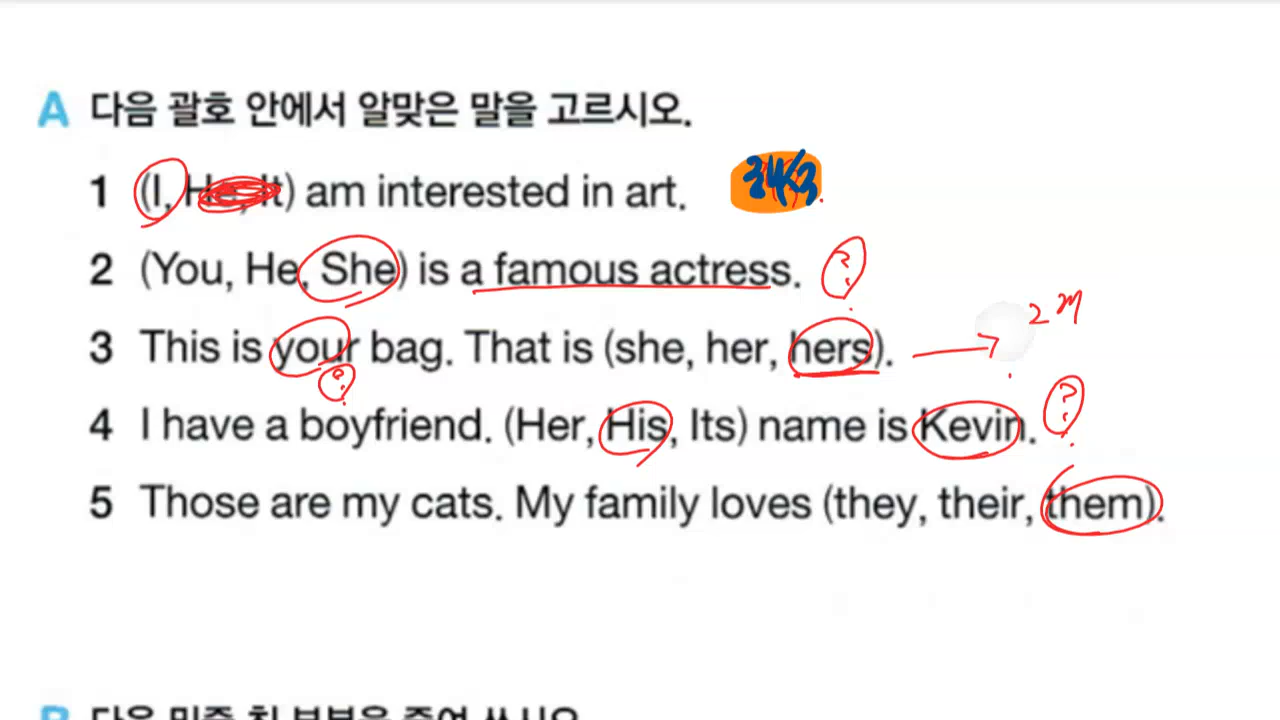 A 다음 괄호 안에서 알맞은 말을 고르시오.
1 (I, He, It) am interested in art.
2 (You, He, She) is a famous actress. ?
3 This is your bag. That is (she, her, hers).
?
4 I have a boyfriend. (Her, His, Its) name is Kevin. ?
5 Those are my cats. My family loves (they, their, them).